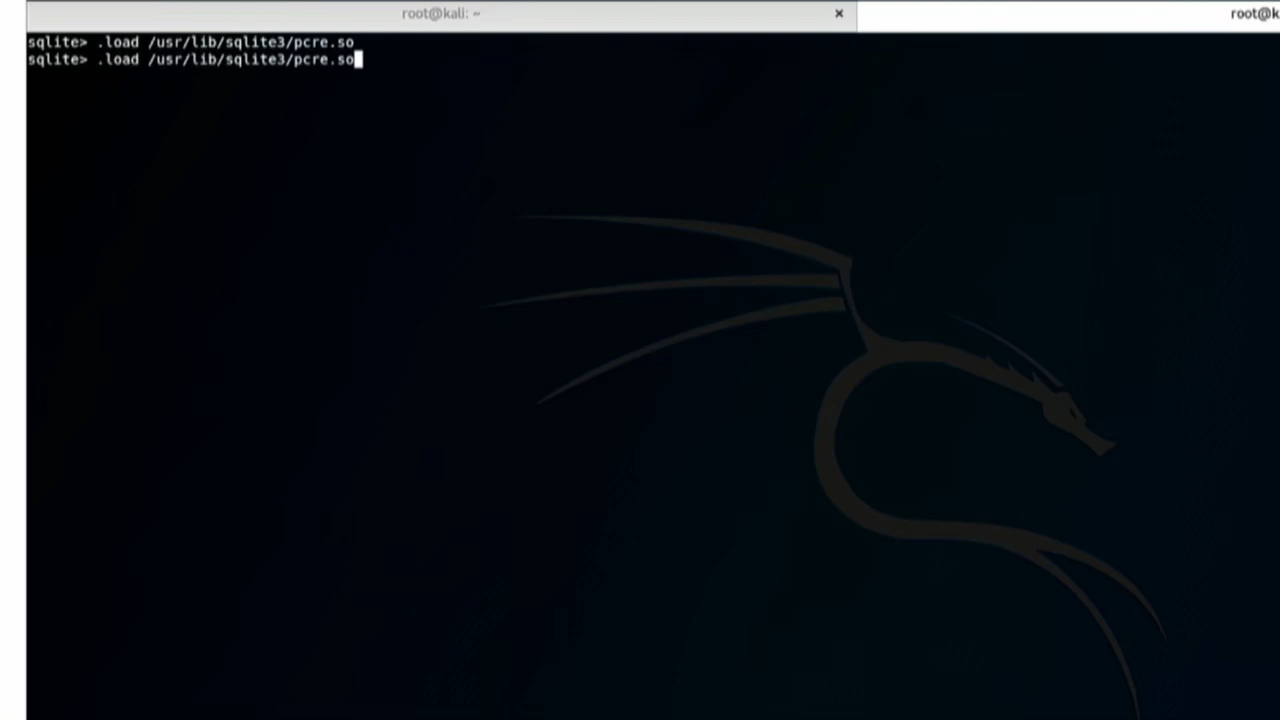 root@kali: ~ × root@k
sqlite> .load /usr/lib/sqlite3/pcre.so
sqlite> .load /usr/lib/sqlite3/pcre.so